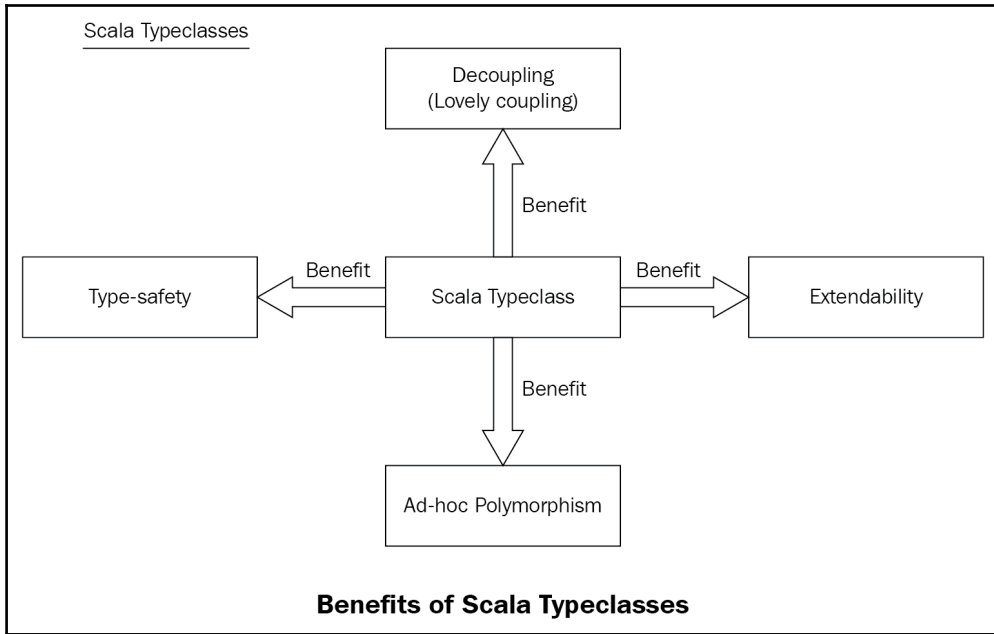 Scala Typeclasses
Decoupling
(Lovely coupling)
Benefit
Benefit
Benefit
Type-safety
Scala Typeclass
Extendability
Benefit
Ad-hoc Polymorphism
Benefits of Scala Typeclasses